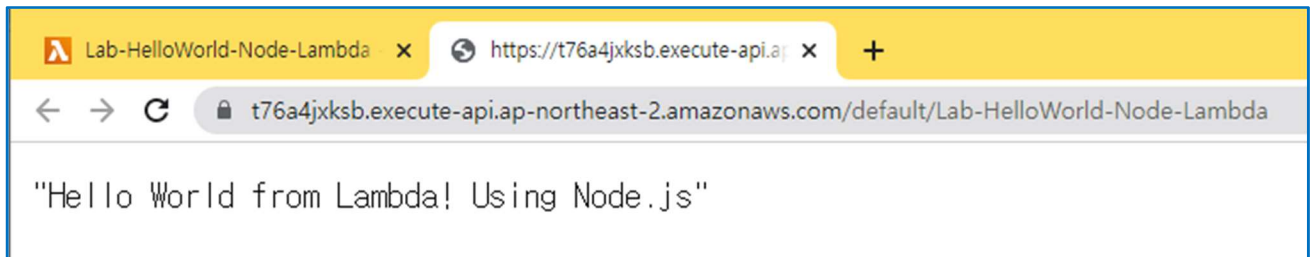 Lab-HelloWorld-Node-Lambda
https://t76a4jxksb.execute-api.a
t76a4jxksb.execute-api.ap-northeast-2.amazonaws.com/default/Lab-HelloWorld-Node-Lambda
"Hello World from Lambda! Using Node.js"